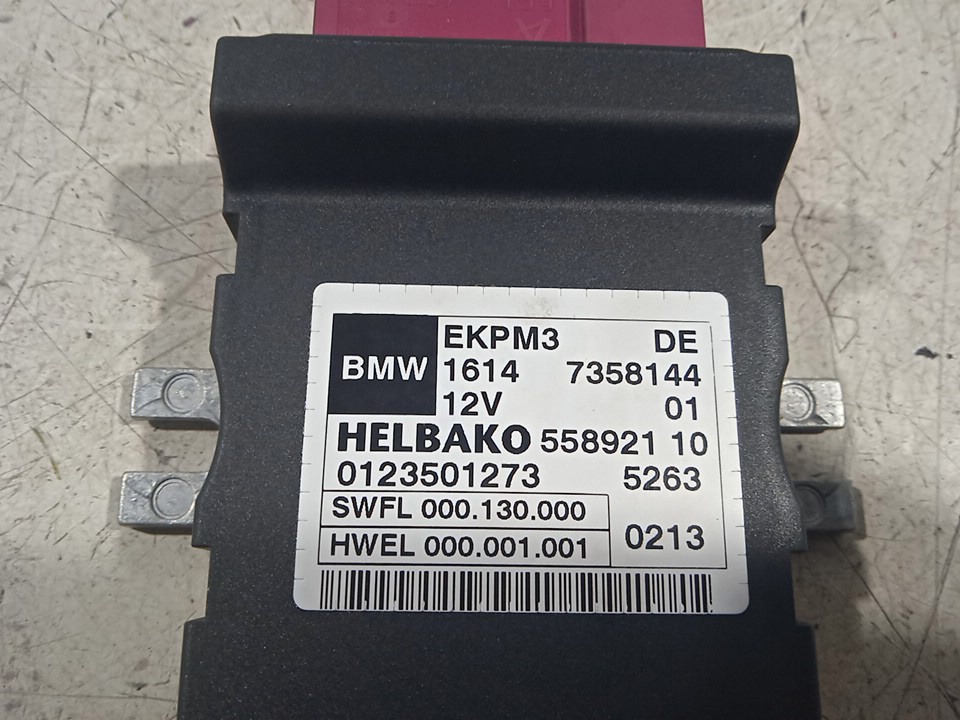 BMW
EKPM3 DE
1614 7358144
12V 01
HELBAKO 558921 10
0123501273 5263
SWFL 000.130.000
HWEL 000.001.001
0213